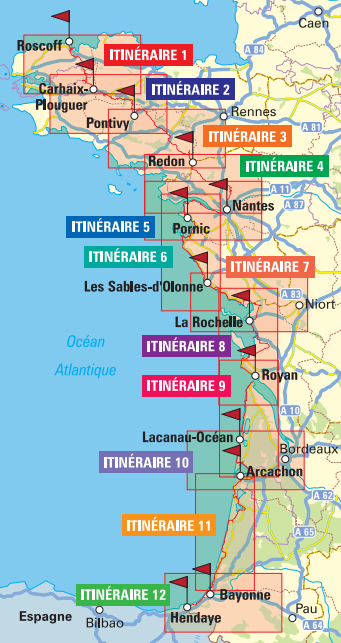 Caen
Roscoff
A 84
ITINÉRAIRE 1
Carhaix-
Plouguer
ITINÉRAIRE 2
Pontivy
Rennes
A 81
ITINÉRAIRE 3
Redon
ITINÉRAIRE 4
A 11
Nantes
A 87
ITINÉRAIRE 5
Pornic
ITINÉRAIRE 6
ITINÉRAIRE 7
Les Sables-d'Olonne
A 83
Niort
La Rochelle
Océan
Atlantique
ITINÉRAIRE 8
Royan
ITINÉRAIRE 9
A 10
Lacanau-Océan
Bordeaux
ITINÉRAIRE 10
Arcachon
A 62
ITINÉRAIRE 11
A 65
ITINÉRAIRE 12
Bayonne
Espagne
Bilbao
Hendaye
Pau
A 64